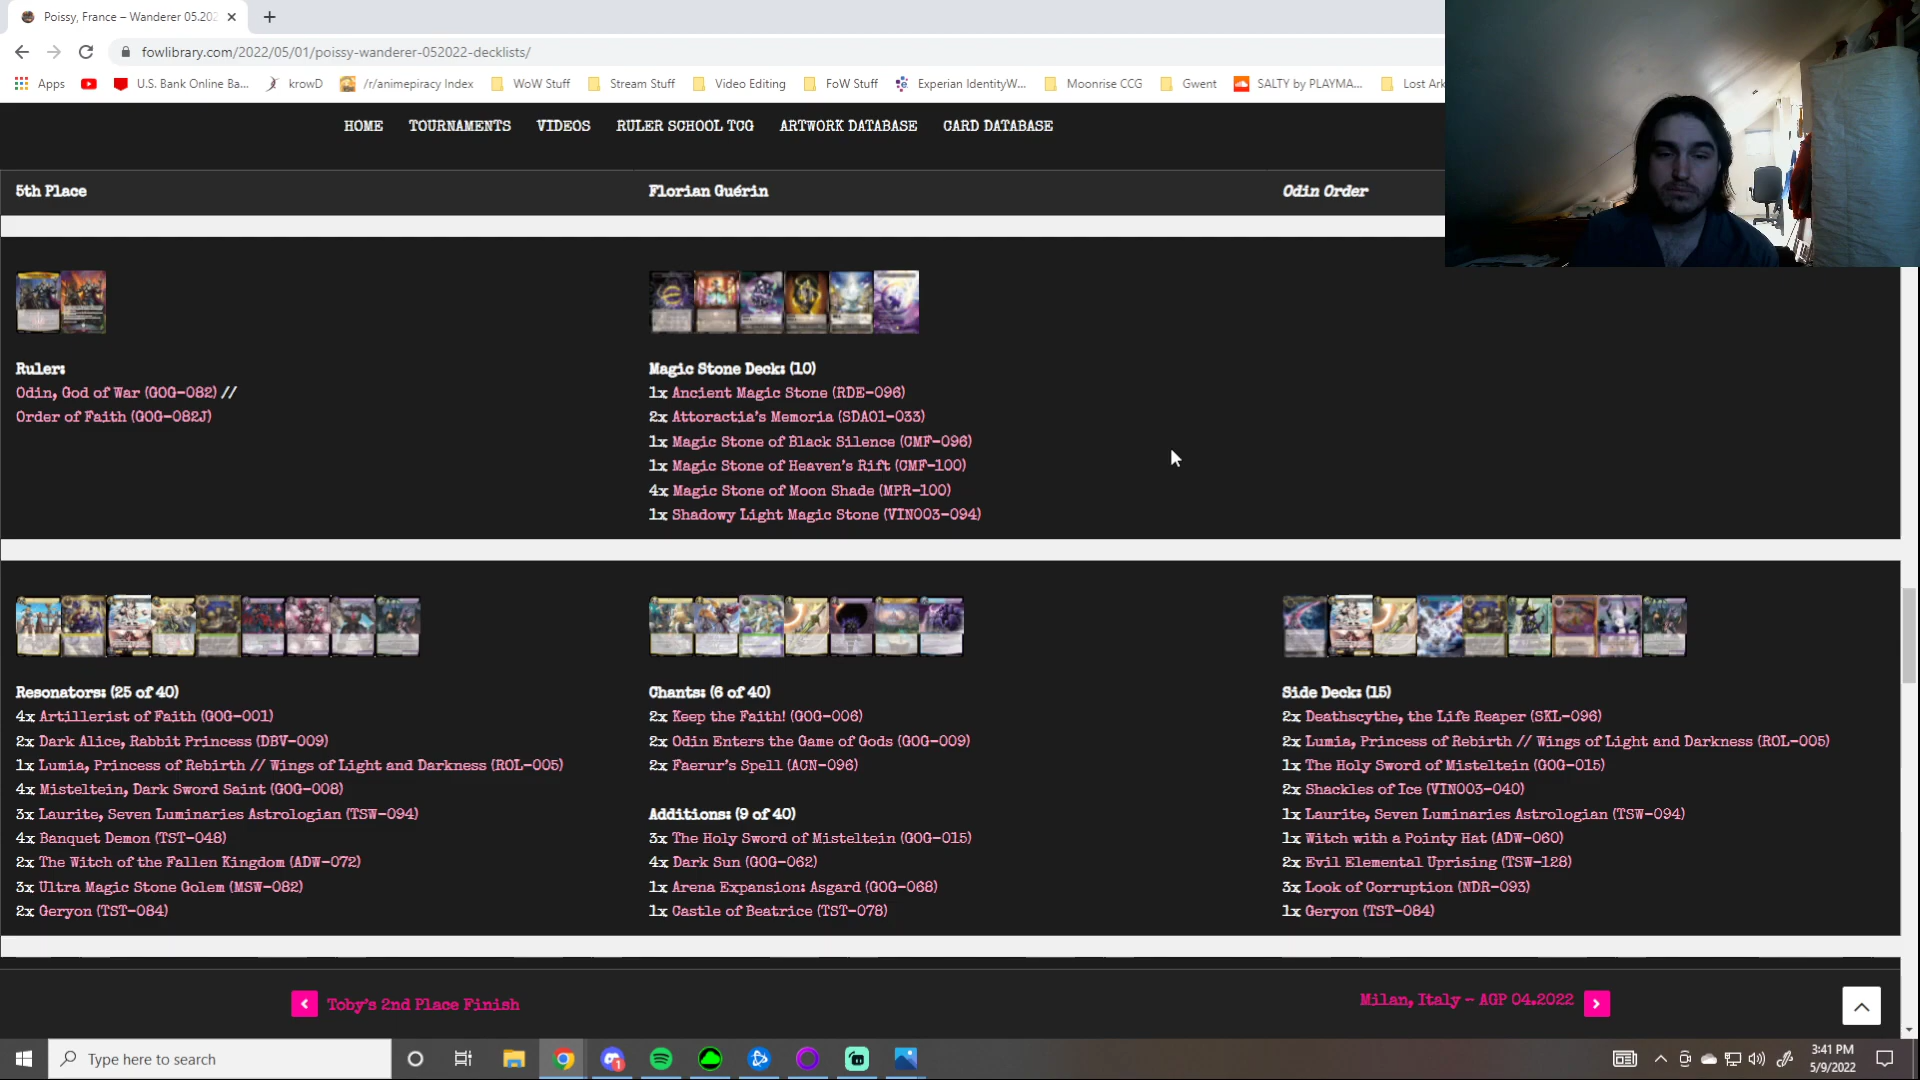 Poissy, France – Wanderer 05.202
fowlibrary.com/2022/05/01/poissy-wanderer-052022-decklists/
Apps
U.S. Bank Online Ba...
krowD
/r/animepiracy Index
WoW Stuff
Stream Stuff
Video Editing
FoW Stuff
Experian IdentityW...
Moonrise CCG
Gwent
SALTY by PLAYMA...
Lost Ark
HOME
TOURNAMENTS
VIDEOS
RULER SCHOOL TCG
ARTWORK DATABASE
CARD DATABASE
5th Place
Florian Guérin
Odin Order
Ruler:
Odin, God of War (GOG-082) //
Order of Faith (GOG-082J)
Magic Stone Deck: (10)
1x Ancient Magic Stone (RDE-096)
2x Attoractia's Memoria (SDAO1-033)
1x Magic Stone of Black Silence (CMF-096)
1x Magic Stone of Heaven's Rift (CMF-100)
4x Magic Stone of Moon Shade (MPR-100)
1x Shadowy Light Magic Stone (VIN003-094)
Resonators: (25 of 40)
4x Artillerist of Faith (GOG-001)
2x Dark Alice, Rabbit Princess (DBV-009)
1x Lumia, Princess of Rebirth // Wings of Light and Darkness (ROL-005)
4x Misteltein, Dark Sword Saint (GOG-008)
3x Laurite, Seven Luminaries Astrologian (TSW-094)
4x Banquet Demon (TST-048)
2x The Witch of the Fallen Kingdom (ADW-072)
3x Ultra Magic Stone Golem (MSW-082)
2x Geryon (TST-084)
Chants: (6 of 40)
2x Keep the Faith! (GOG-006)
2x Odin Enters the Game of Gods (GOG-009)
2x Faerur's Spell (ACN-096)
Additions: (9 of 40)
3x The Holy Sword of Misteltein (GOG-015)
4x Dark Sun (GOG-062)
1x Arena Expansion: Asgard (GOG-068)
1x Castle of Beatrice (TST-078)
Side Deck: (15)
2x Deathscythe, the Life Reaper (SKL-096)
2x Lumia, Princess of Rebirth // Wings of Light and Darkness (ROL-005)
1x The Holy Sword of Misteltein (GOG-015)
2x Shackles of Ice (VIN003-040)
1x Laurite, Seven Luminaries Astrologian (TSW-094)
1x Witch with a Pointy Hat (ADW-060)
2x Evil Elemental Uprising (TSW-128)
3x Look of Corruption (NDR-093)
1x Geryon (TST-084)
Toby's 2nd Place Finish
Milan, Italy – AGP 04.2022
Type here to search
3:41 PM
5/9/2022